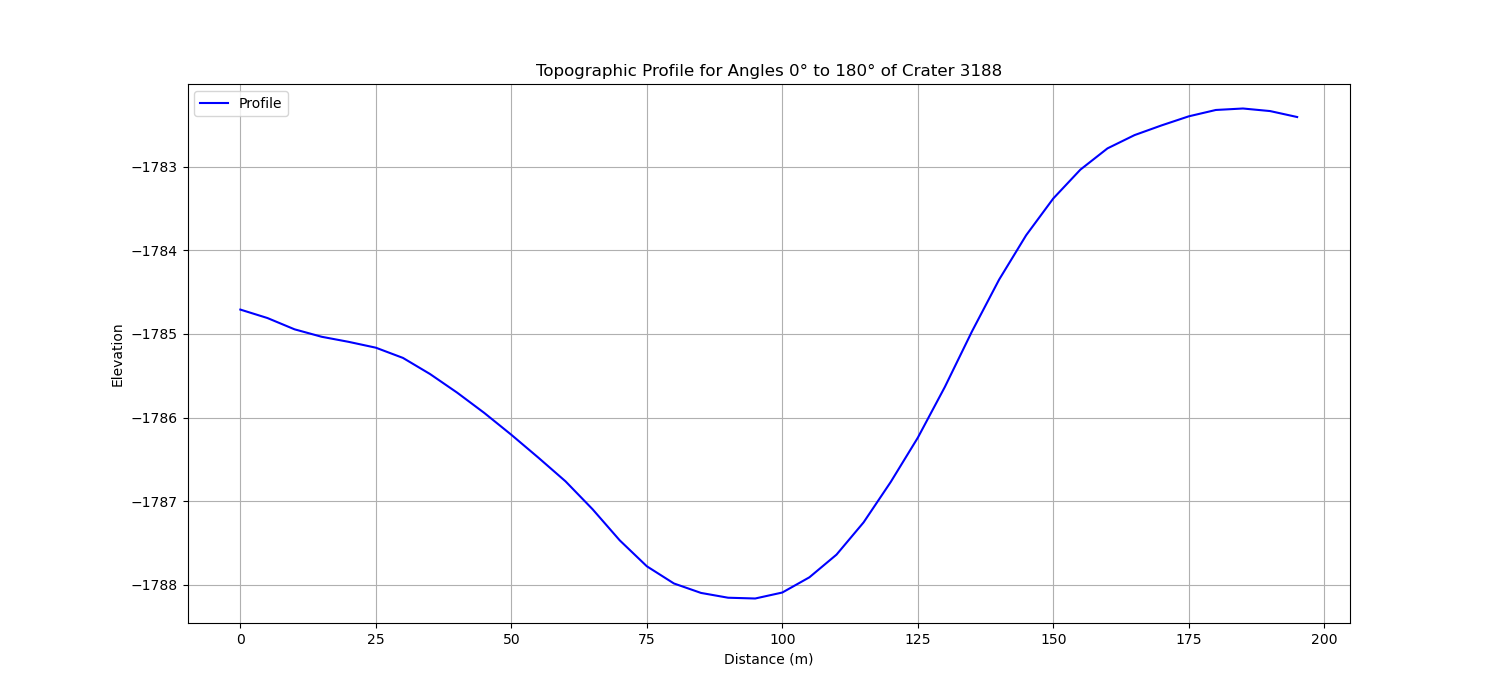 Topographic Profile for Angles 0° to 180° of Crater 3188
Profile
−1783
−1784
−1785
−1786
−1787
−1788
Elevation
0 25 50 75 100 125 150 175 200
Distance (m)